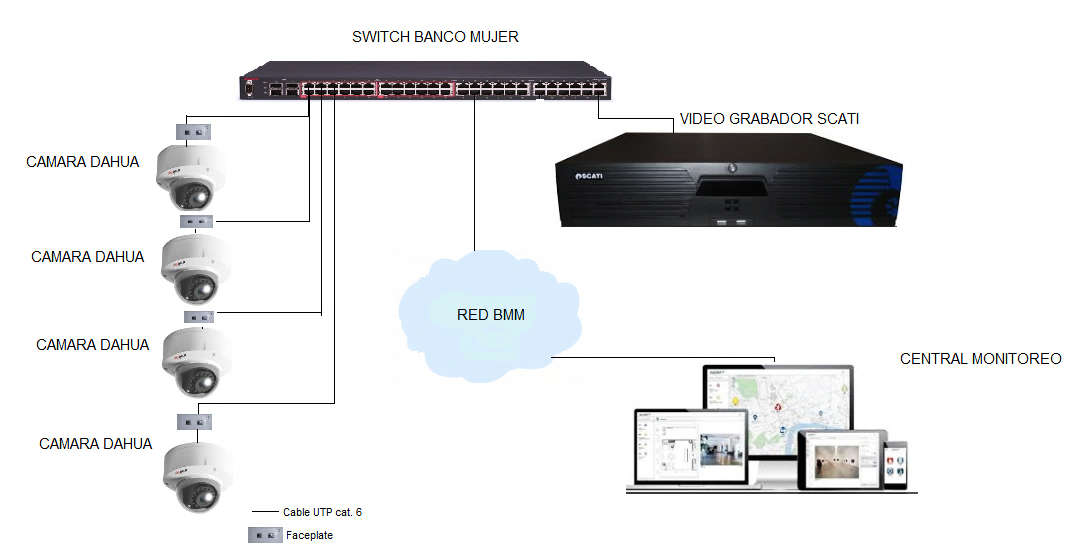 SWITCH BANCO MUJER
VIDEO GRABADOR SCATI
CAMARA DAHUA
SCATI
CAMARA DAHUA
RED BMM
CAMARA DAHUA
CENTRAL MONITOREO
CAMARA DAHUA
Cable UTP cat. 6
Faceplate